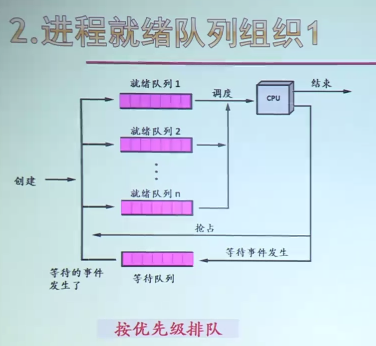 2.进程就绪队列组织1
就绪队列1
调度
CPU
结束
就绪队列2
就绪队列n
创建
抢占
等待事件发生
等待的事件
发生了
等待队列
按优先级排队